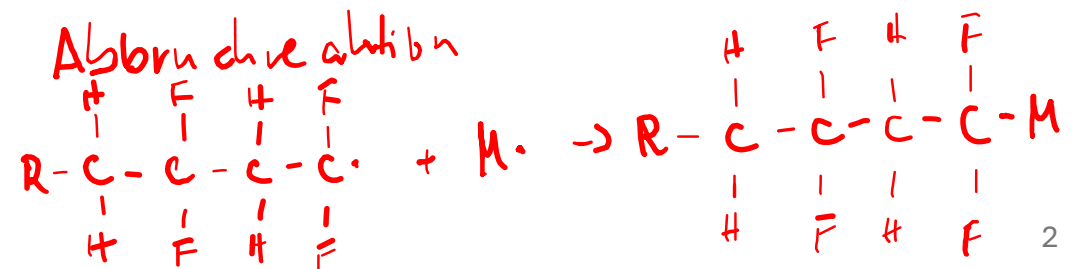 Abbruchreaktion
H F H F H F H F
R - C - C - C - C· + M· → R - C - C - C - C - M
H F H F H F H F
2